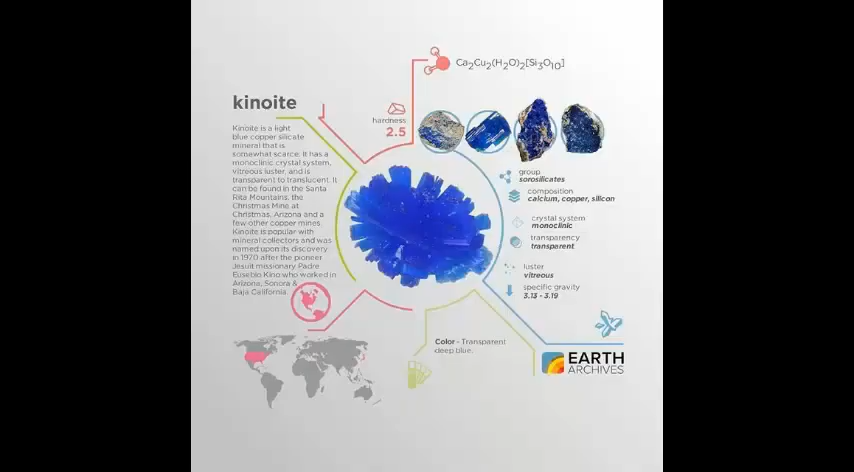 Ca2Cu2(H2O)2[Si3O10]
kinoite
hardness
2.5
Kinoite is a light
blue copper silicate
mineral that is
somewhat scarce. It has a
monoclinic crystal system,
vitreous luster, and is
transparent to translucent. It
can be found in the Santa
Rita Mountains, the
Christmas Mine at
Christmas, Arizona and a
few other copper mines.
Kinoite is popular with
mineral collectors and was
named upon its discovery
in 1970 after the pioneer
Jesuit missionary Padre
Eusebio Kino who worked in
Arizona, Sonora &
Baja California.
group
sorosilicates
composition
calcium, copper, silicon
crystal system
monoclinic
transparency
transparent
luster
vitreous
specific gravity
3.13 - 3.19
Color - Transparent
deep blue.
EARTH
ARCHIVES